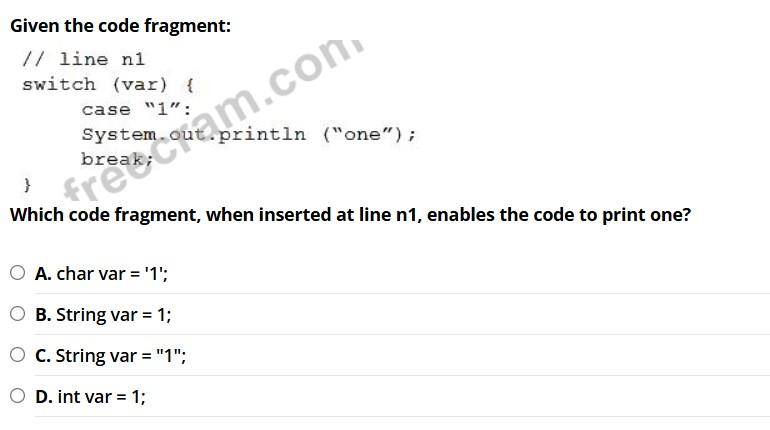 Given the code fragment:
// line n1
switch (var) {
case “1”:
System.out.println (“one”);
break;
}
freecram.com
Which code fragment, when inserted at line n1, enables the code to print one?
A. char var = '1';
B. String var = 1;
C. String var = "1";
D. int var = 1;